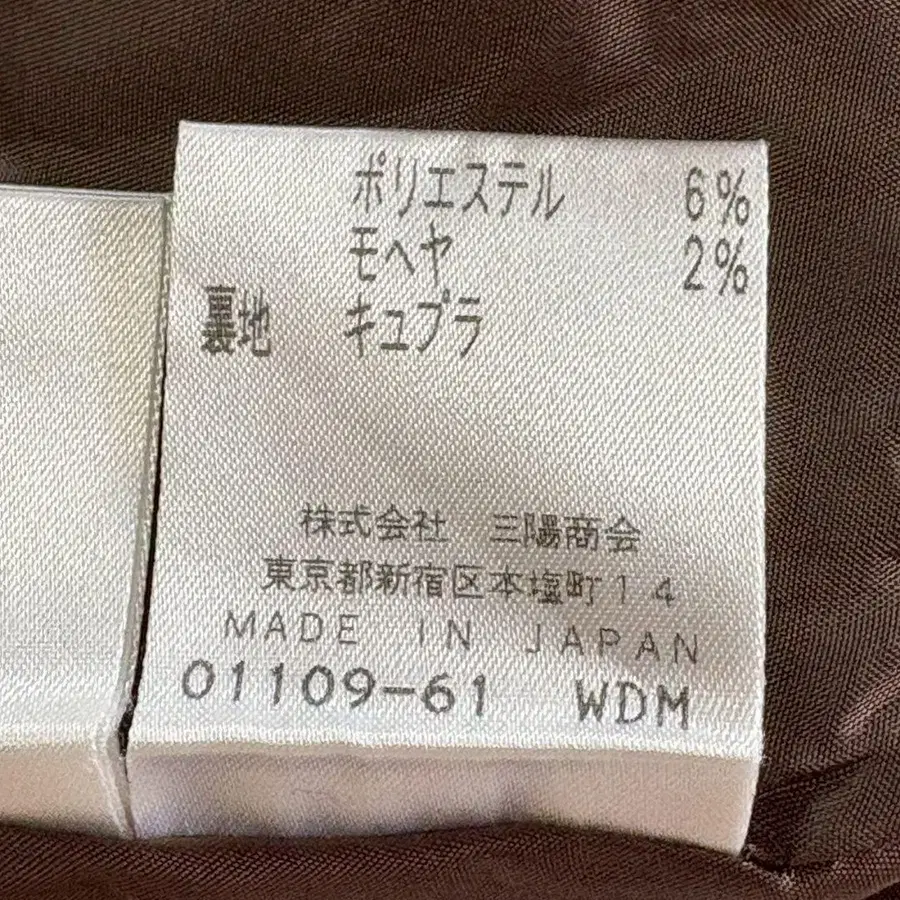 ポリエステル 6%
モヘヤ 2%
裏地 キュプラ
株式会社 三陽商会
東京都新宿区本塩町14
MADE IN JAPAN
01109-61 WDM